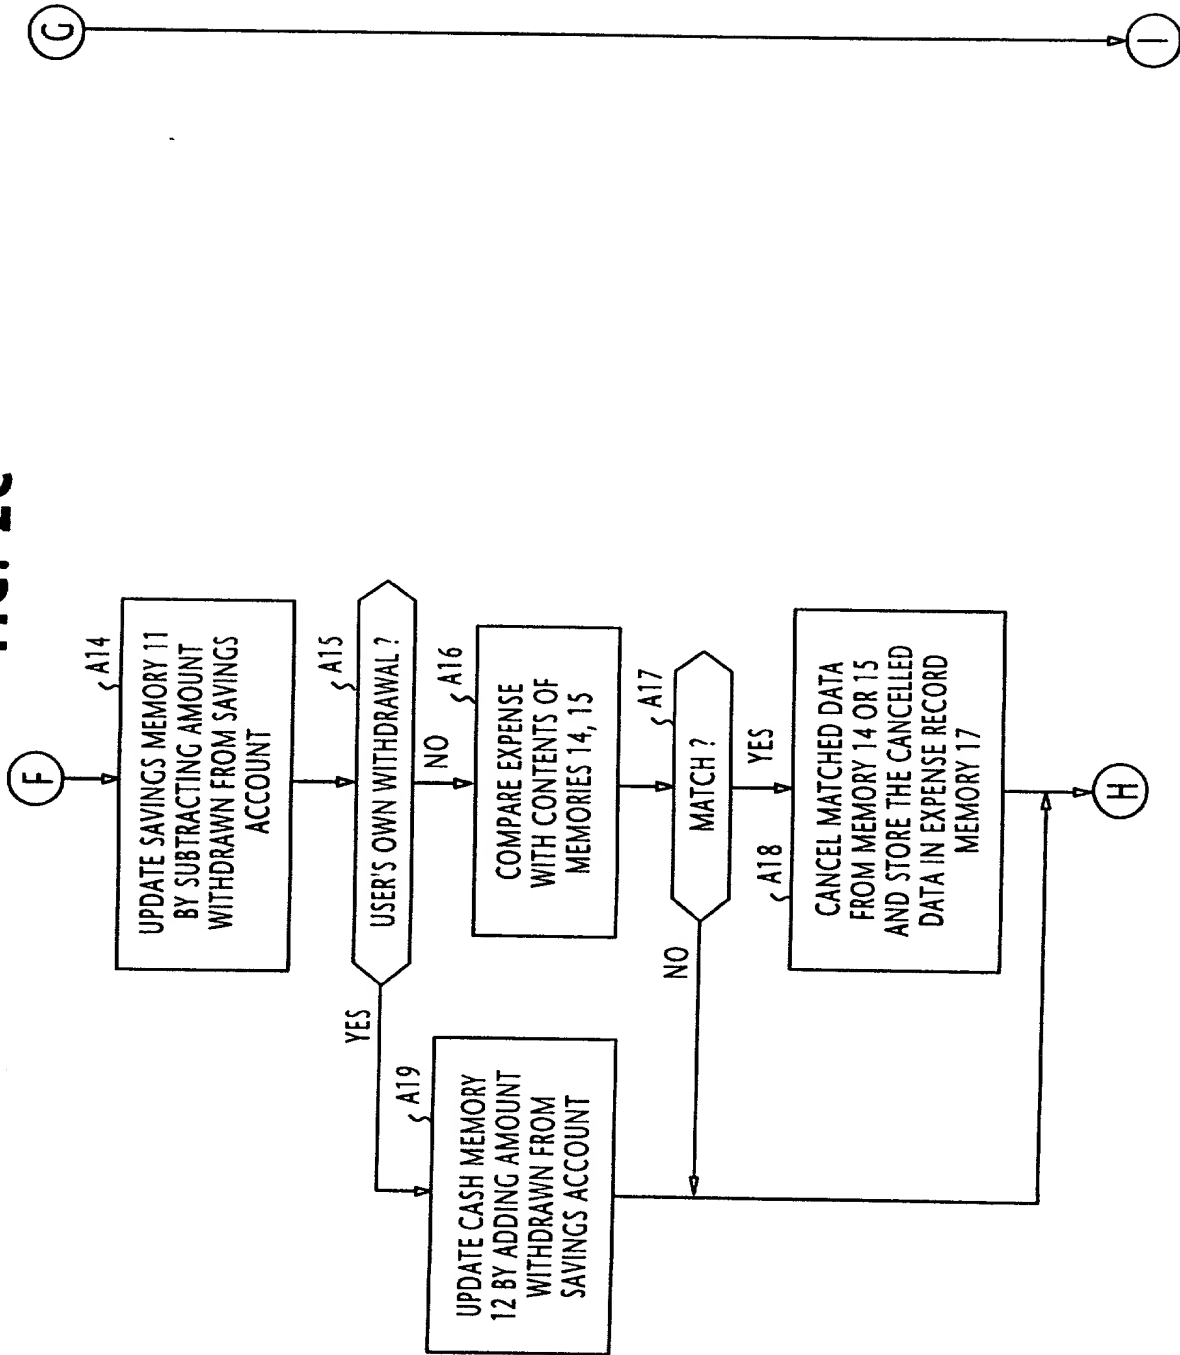 F
A14
UPDATE SAVINGS MEMORY 11
BY SUBTRACTING AMOUNT
WITHDRAWN FROM SAVINGS
ACCOUNT
A15
USER'S OWN WITHDRAWAL ?
YES
NO
A16
COMPARE EXPENSE
WITH CONTENTS OF
MEMORIES 14, 15
A17
MATCH ?
NO
YES
A18
CANCEL MATCHED DATA
FROM MEMORY 14 OR 15
AND STORE THE CANCELLED
DATA IN EXPENSE RECORD
MEMORY 17
A19
UPDATE CASH MEMORY
12 BY ADDING AMOUNT
WITHDRAWN FROM
SAVINGS ACCOUNT
H
G
I